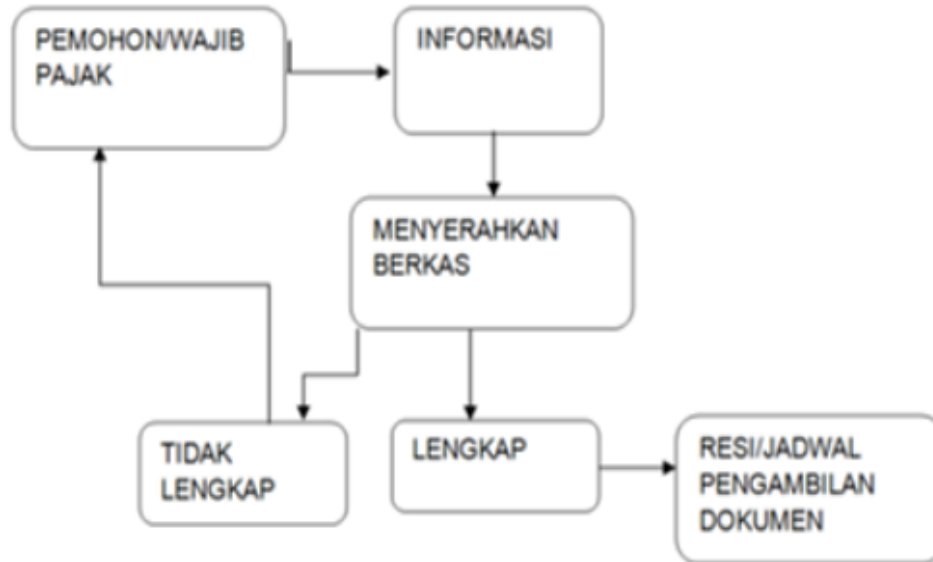 PEMOHON/WAJIB
PAJAK
INFORMASI
MENYERAHKAN
BERKAS
TIDAK
LENGKAP
LENGKAP
RESI/JADWAL
PENGAMBILAN
DOKUMEN